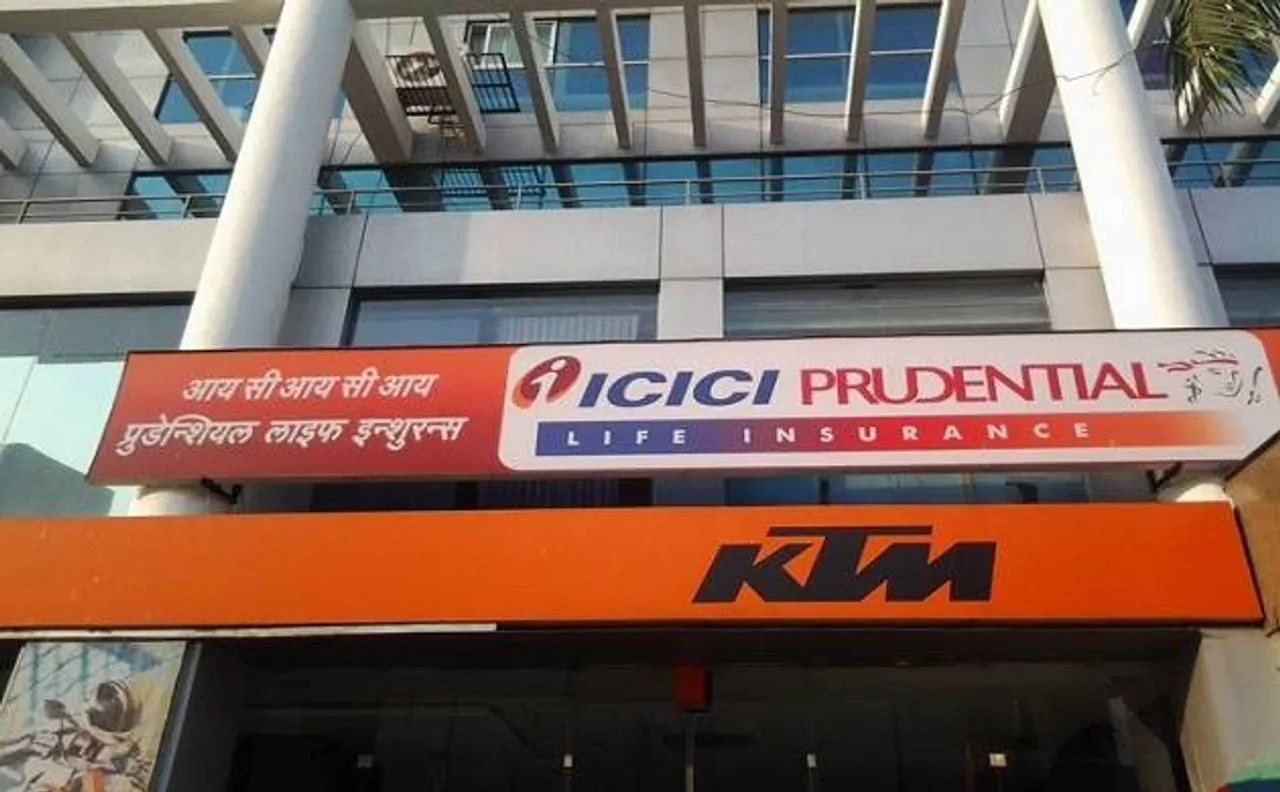 आय सी आय सी आय
प्रुडेन्शियल लाइफ इन्शुरन्स
ICICI PRUDENTIAL
LIFE INSURANCE
KTM